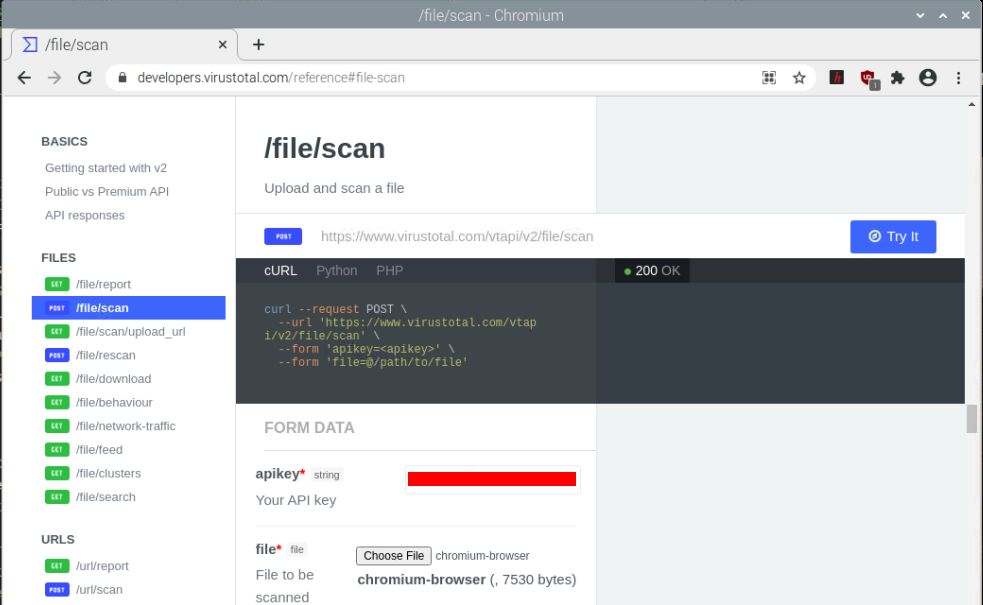 /file/scan - Chromium
/file/scan
developers.virustotal.com/reference#file-scan
1
BASICS
Getting started with v2
Public vs Premium API
API responses
FILES
GET /file/report
POST /file/scan
GET /file/scan/upload_url
POST /file/rescan
GET /file/download
GET /file/behaviour
GET /file/network-traffic
GET /file/feed
GET /file/clusters
GET /file/search
URLS
GET /url/report
POST /url/scan
/file/scan
Upload and scan a file
POST https://www.virustotal.com/vtapi/v2/file/scan Try It
cURL Python PHP 200 OK
curl --request POST \
--url 'https://www.virustotal.com/vtap
i/v2/file/scan' \
--form 'apikey=<apikey>' \
--form 'file=@/path/to/file'
FORM DATA
apikey* string
Your API key
file* file
File to be
scanned
Choose File chromium-browser
chromium-browser (, 7530 bytes)